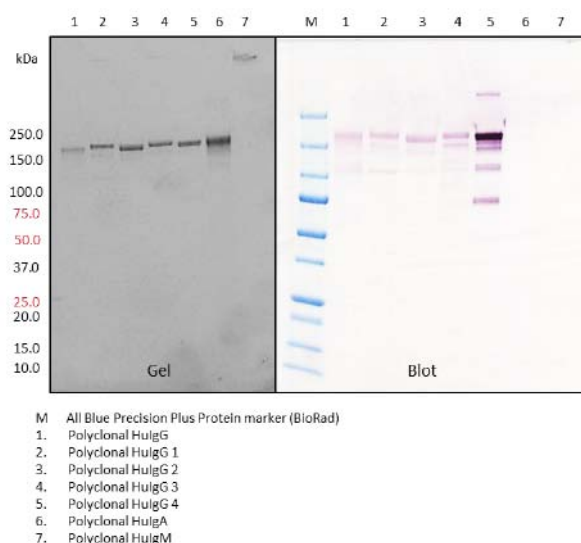 1 2 3 4 5 6 7 M 1 2 3 4 5 6 7
kDa
250.0
150.0
100.0
75.0
50.0
37.0
25.0
20.0
15.0
10.0
Gel Blot
M All Blue Precision Plus Protein marker (BioRad)
1. Polyclonal HuIgG
2. Polyclonal HuIgG 1
3. Polyclonal HuIgG 2
4. Polyclonal HuIgG 3
5. Polyclonal HuIgG 4
6. Polyclonal HuIgA
7. Polyclonal HuIgM